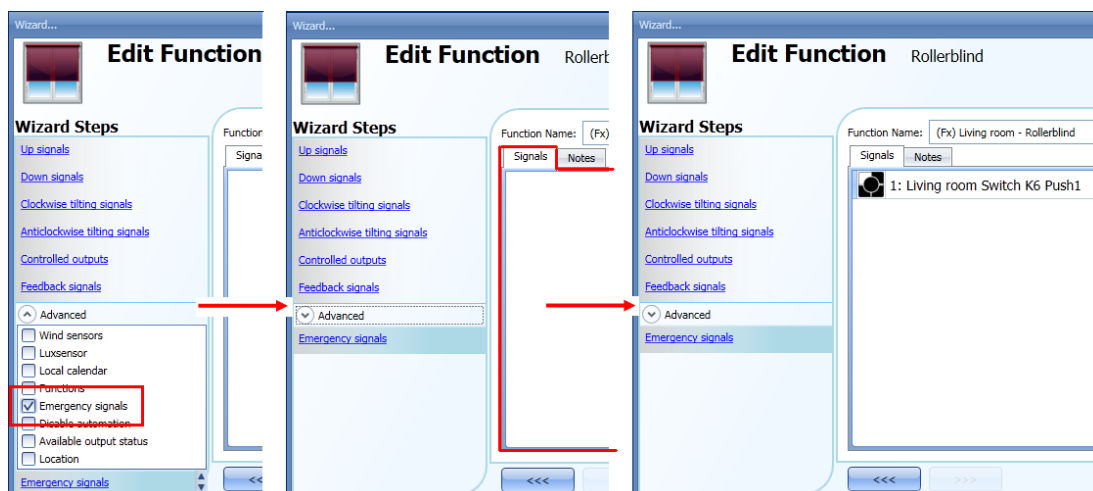 Wizard...
Edit Function
Wizard Steps
Up signals
Down signals
Clockwise tilting signals
Anticlockwise tilting signals
Controlled outputs
Feedback signals
Advanced
Wind sensors
Luxsensor
Local calendar
Functions
Emergency signals
Disable automation
Available output status
Location
Emergency signals
Function
Signa
<<
Wizard...
Edit Function Rollerb
Wizard Steps
Up signals
Down signals
Clockwise tilting signals
Anticlockwise tilting signals
Controlled outputs
Feedback signals
Advanced
Emergency signals
Function Name: (Fx)
Signals Notes
<<<
Wizard...
Edit Function Rollerblind
Wizard Steps
Up signals
Down signals
Clockwise tilting signals
Anticlockwise tilting signals
Controlled outputs
Feedback signals
Advanced
Emergency signals
Function Name: (Fx) Living room - Rollerblind
Signals Notes
1: Living room Switch K6 Push1
<<< >>>